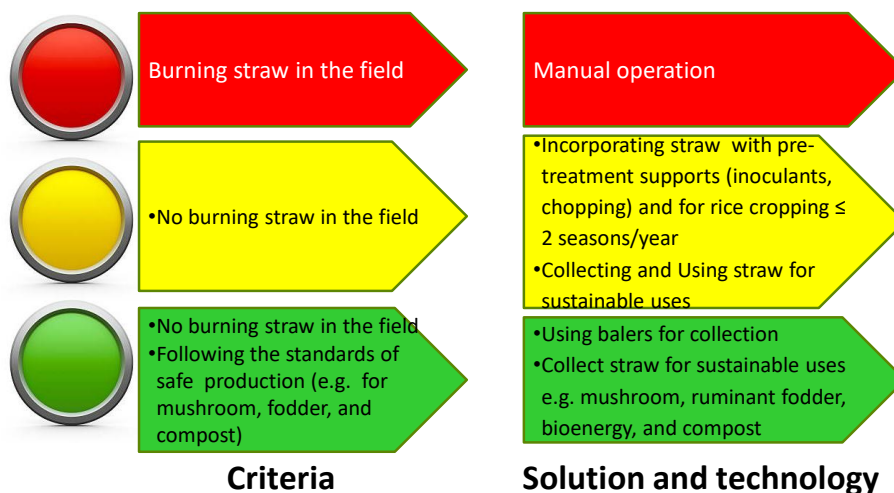 Burning straw in the field
Manual operation
•No burning straw in the field
•Incorporating straw with pre-
treatment supports (inoculants,
chopping) and for rice cropping ≤
2 seasons/year
•Collecting and Using straw for
sustainable uses
•No burning straw in the field
•Following the standards of
safe production (e.g. for
mushroom, fodder, and
compost)
•Using balers for collection
•Collect straw for sustainable uses
e.g. mushroom, ruminant fodder,
bioenergy, and compost
Criteria
Solution and technology